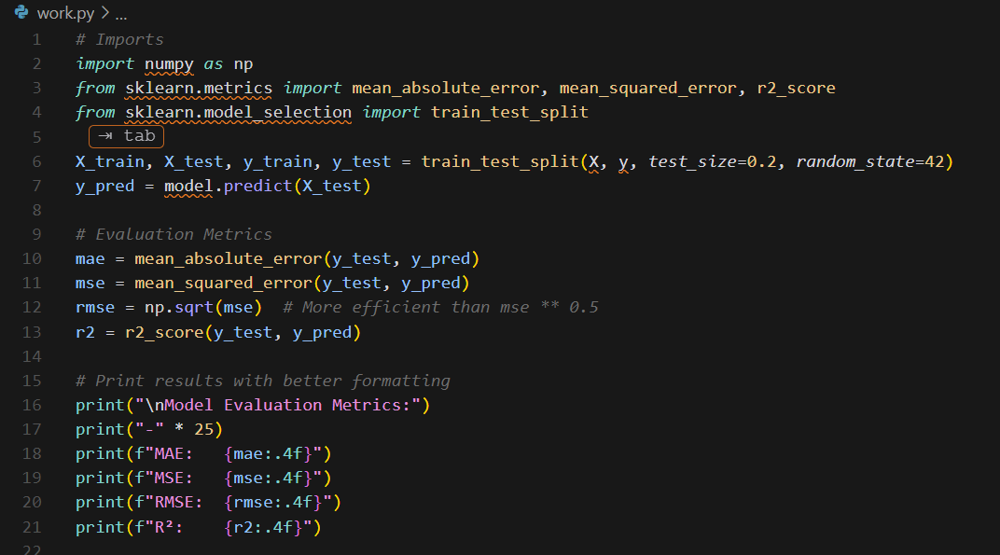 work.py > ...
1 # Imports
2 import numpy as np
3 from sklearn.metrics import mean_absolute_error, mean_squared_error, r2_score
4 from sklearn.model_selection import train_test_split
5 ⇥ tab
6 X_train, X_test, y_train, y_test = train_test_split(X, y, test_size=0.2, random_state=42)
7 y_pred = model.predict(X_test)
8
9 # Evaluation Metrics
10 mae = mean_absolute_error(y_test, y_pred)
11 mse = mean_squared_error(y_test, y_pred)
12 rmse = np.sqrt(mse)  # More efficient than mse ** 0.5
13 r2 = r2_score(y_test, y_pred)
14
15 # Print results with better formatting
16 print("\nModel Evaluation Metrics:")
17 print("-" * 25)
18 print(f"MAE:   {mae:.4f}")
19 print(f"MSE:   {mse:.4f}")
20 print(f"RMSE:  {rmse:.4f}")
21 print(f"R²:    {r2:.4f}")
22